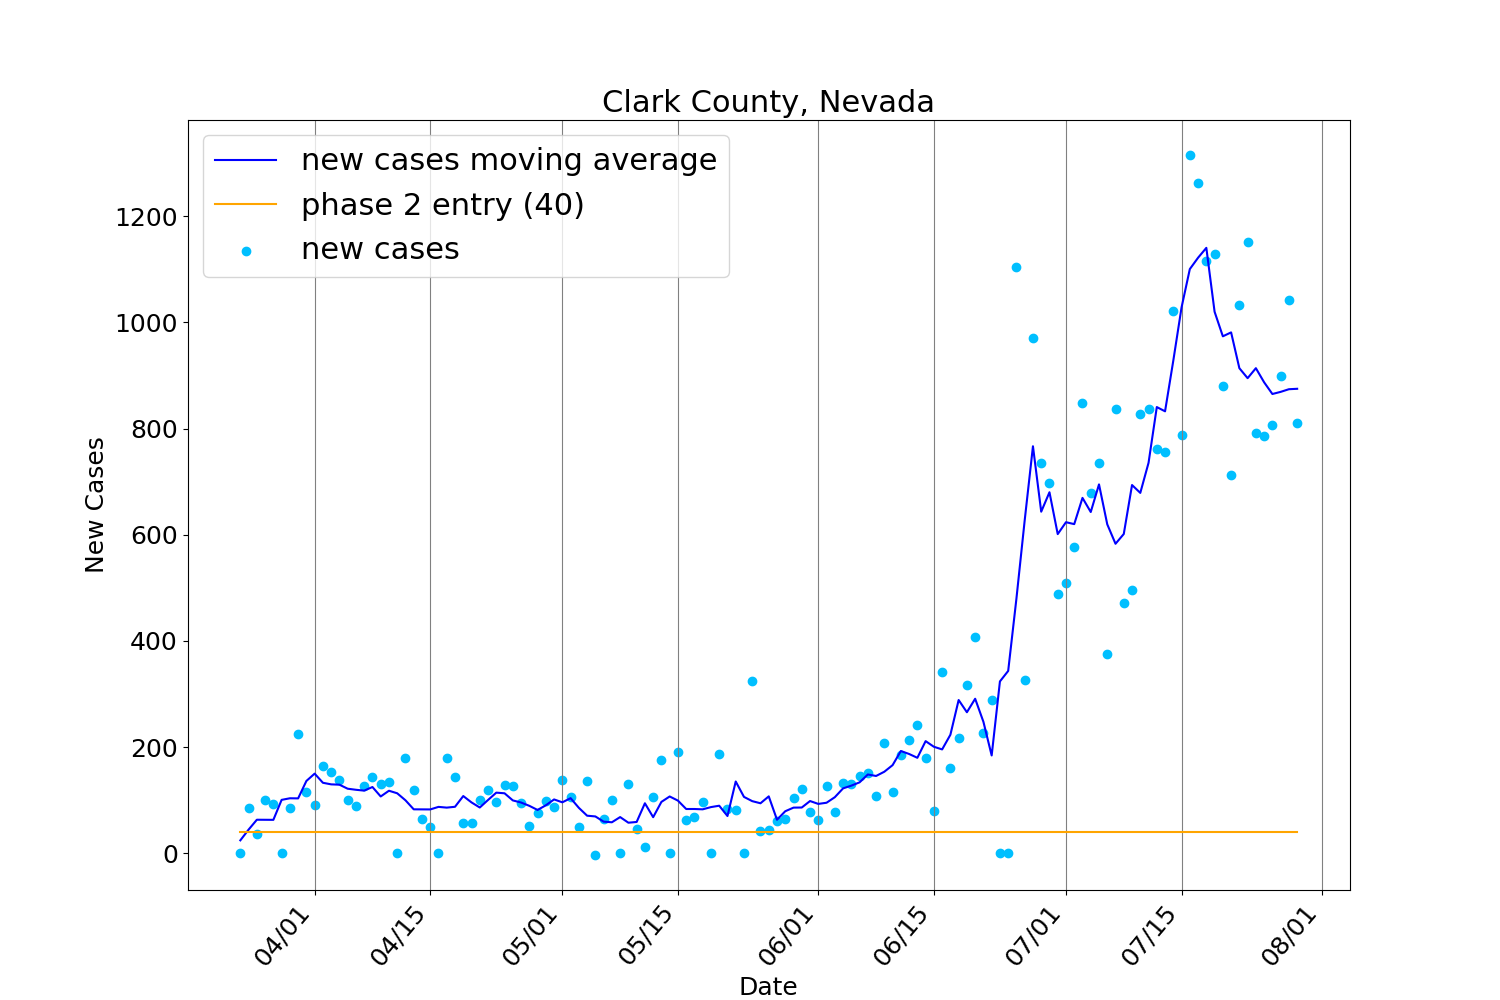 Clark County, Nevada
new cases moving average
phase 2 entry (40)
new cases
1200
1000
800
600
400
200
0
New Cases
04/01
04/15
05/01
05/15
06/01
06/15
07/01
07/15
08/01
Date